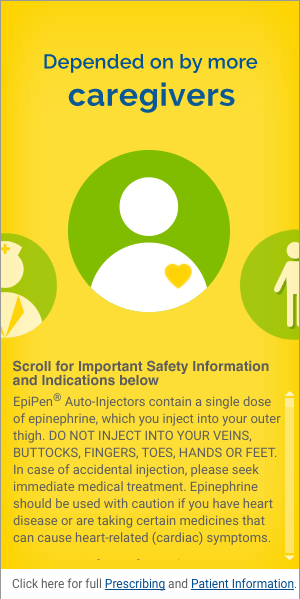 Depended on by more
caregivers
Scroll for Important Safety Information
and Indications below
EpiPen® Auto-Injectors contain a single dose
of epinephrine, which you inject into your outer
thigh. DO NOT INJECT INTO YOUR VEINS,
BUTTOCKS, FINGERS, TOES, HANDS OR FEET.
In case of accidental injection, please seek
immediate medical treatment. Epinephrine
should be used with caution if you have heart
disease or are taking certain medicines that
can cause heart-related (cardiac) symptoms.
Click here for full Prescribing and Patient Information.